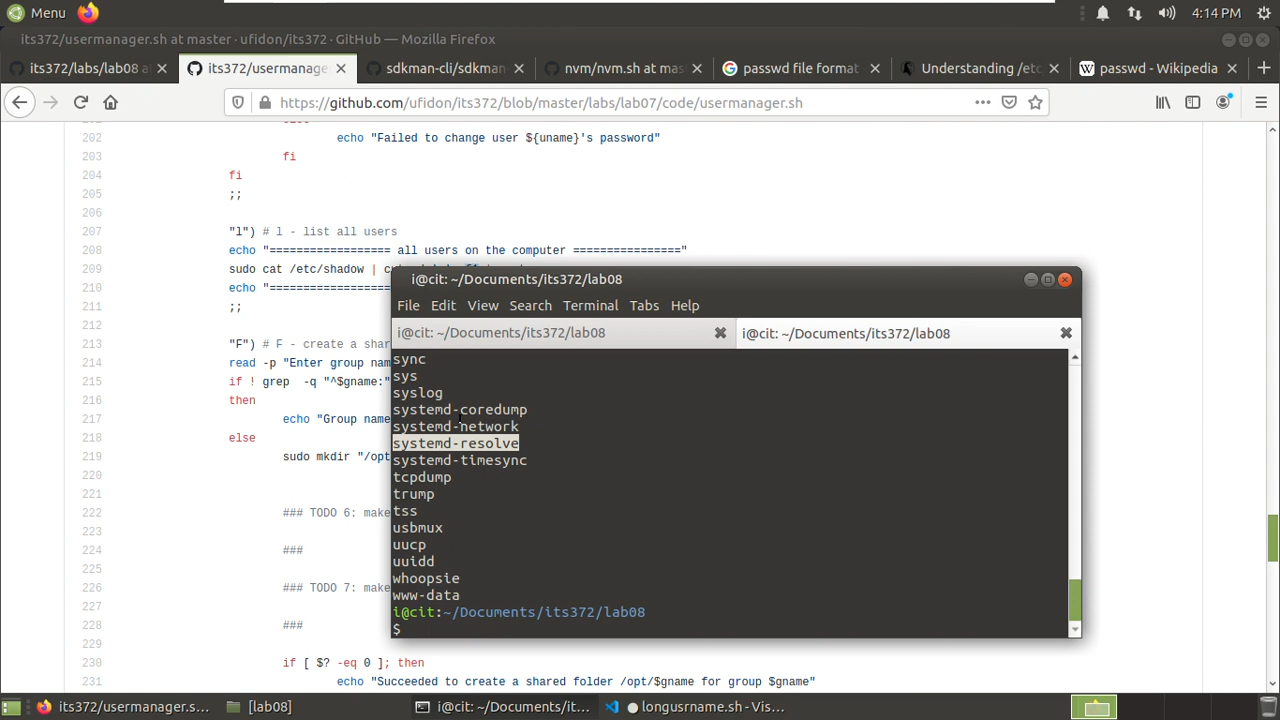 Menu
4:14 PM
its372/usermanager.sh at master · ufidon/its372 · GitHub — Mozilla Firefox
its372/labs/lab08 a
its372/usermanage
sdkman-cli/sdkman
nvm/nvm.sh at mas
passwd file format
Understanding /etc
passwd - Wikipedia
https://github.com/ufidon/its372/blob/master/labs/lab07/code/usermanager.sh
202 echo "Failed to change user ${uname}'s password"
203 fi
204 fi
205 ;;
206
207 "l") # l - list all users
208 echo "================== all users on the computer ================"
209 sudo cat /etc/shadow |
210 echo "==================
211 ;;
212
213 "F") # F - create a sha
214 read -p "Enter group nam
215 if ! grep -q "^$gname:"
216 then
217 echo "Group name
218 else
219 sudo mkdir "/opt
220
221
222 ### TODO 6: make
223
224 ###
225
226 ### TODO 7: make
227
228 ###
229
230 if [ $? -eq 0 ]; then
231 echo "Succeeded to create a shared folder /opt/$gname for group $gname"
i@cit: ~/Documents/its372/lab08
File Edit View Search Terminal Tabs Help
i@cit: ~/Documents/its372/lab08
i@cit: ~/Documents/its372/lab08
sync
sys
syslog
systemd-coredump
systemd-network
systemd-resolve
systemd-timesync
tcpdump
trump
tss
usbmux
uucp
uuidd
whoopsie
www-data
i@cit:~/Documents/its372/lab08
$
its372/usermanager.s...
[lab08]
i@cit: ~/Documents/it...
● longusrname.sh - Vis...